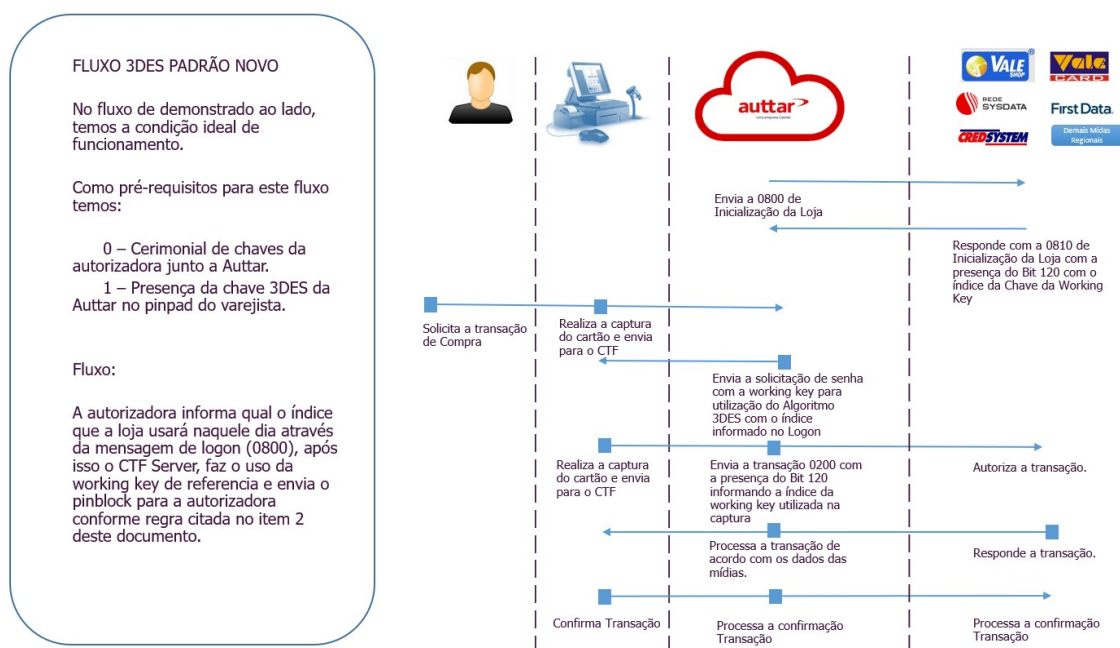 FLUXO 3DES PADRÃO NOVO
No fluxo de demonstrado ao lado,
temos a condição ideal de
funcionamento.
Como pré-requisitos para este fluxo
temos:
0 – Cerimonial de chaves da
autorizadora junto a Auttar.
1 – Presença da chave 3DES da
Auttar no pinpad do varejista.
Fluxo:
A autorizadora informa qual o índice
que a loja usará naquele dia através
da mensagem de logon (0800), após
isso o CTF Server, faz o uso da
working key de referencia e envia o
pinblock para a autorizadora
conforme regra citada no item 2
deste documento.
auttar
Uma empresa Getnet
VALE
SHOP
Vale
CARD
REDE
SYSDATA
First Data.
CREDSYSTEM
Demais Mídas
Regionais
Envia a 0800 de
Inicialização da Loja
Responde com a 0810 de
Inicialização da Loja com a
presença do Bit 120 com o
índice da Chave da Working
Key
Solicita a transação
de Compra
Realiza a captura
do cartão e envia
para o CTF
Envia a solicitação de senha
com a working key para
utilização do Algoritmo
3DES com o índice
informado no Logon
Realiza a captura
do cartão e envia
para o CTF
Envia a transação 0200 com
a presença do Bit 120
informando a índice da
working key utilizada na
captura
Autoriza a transação.
Processa a transação de
acordo com os dados das
mídias.
Responde a transação.
Confirma Transação
Processa a confirmação
Transação
Processa a confirmação
Transação